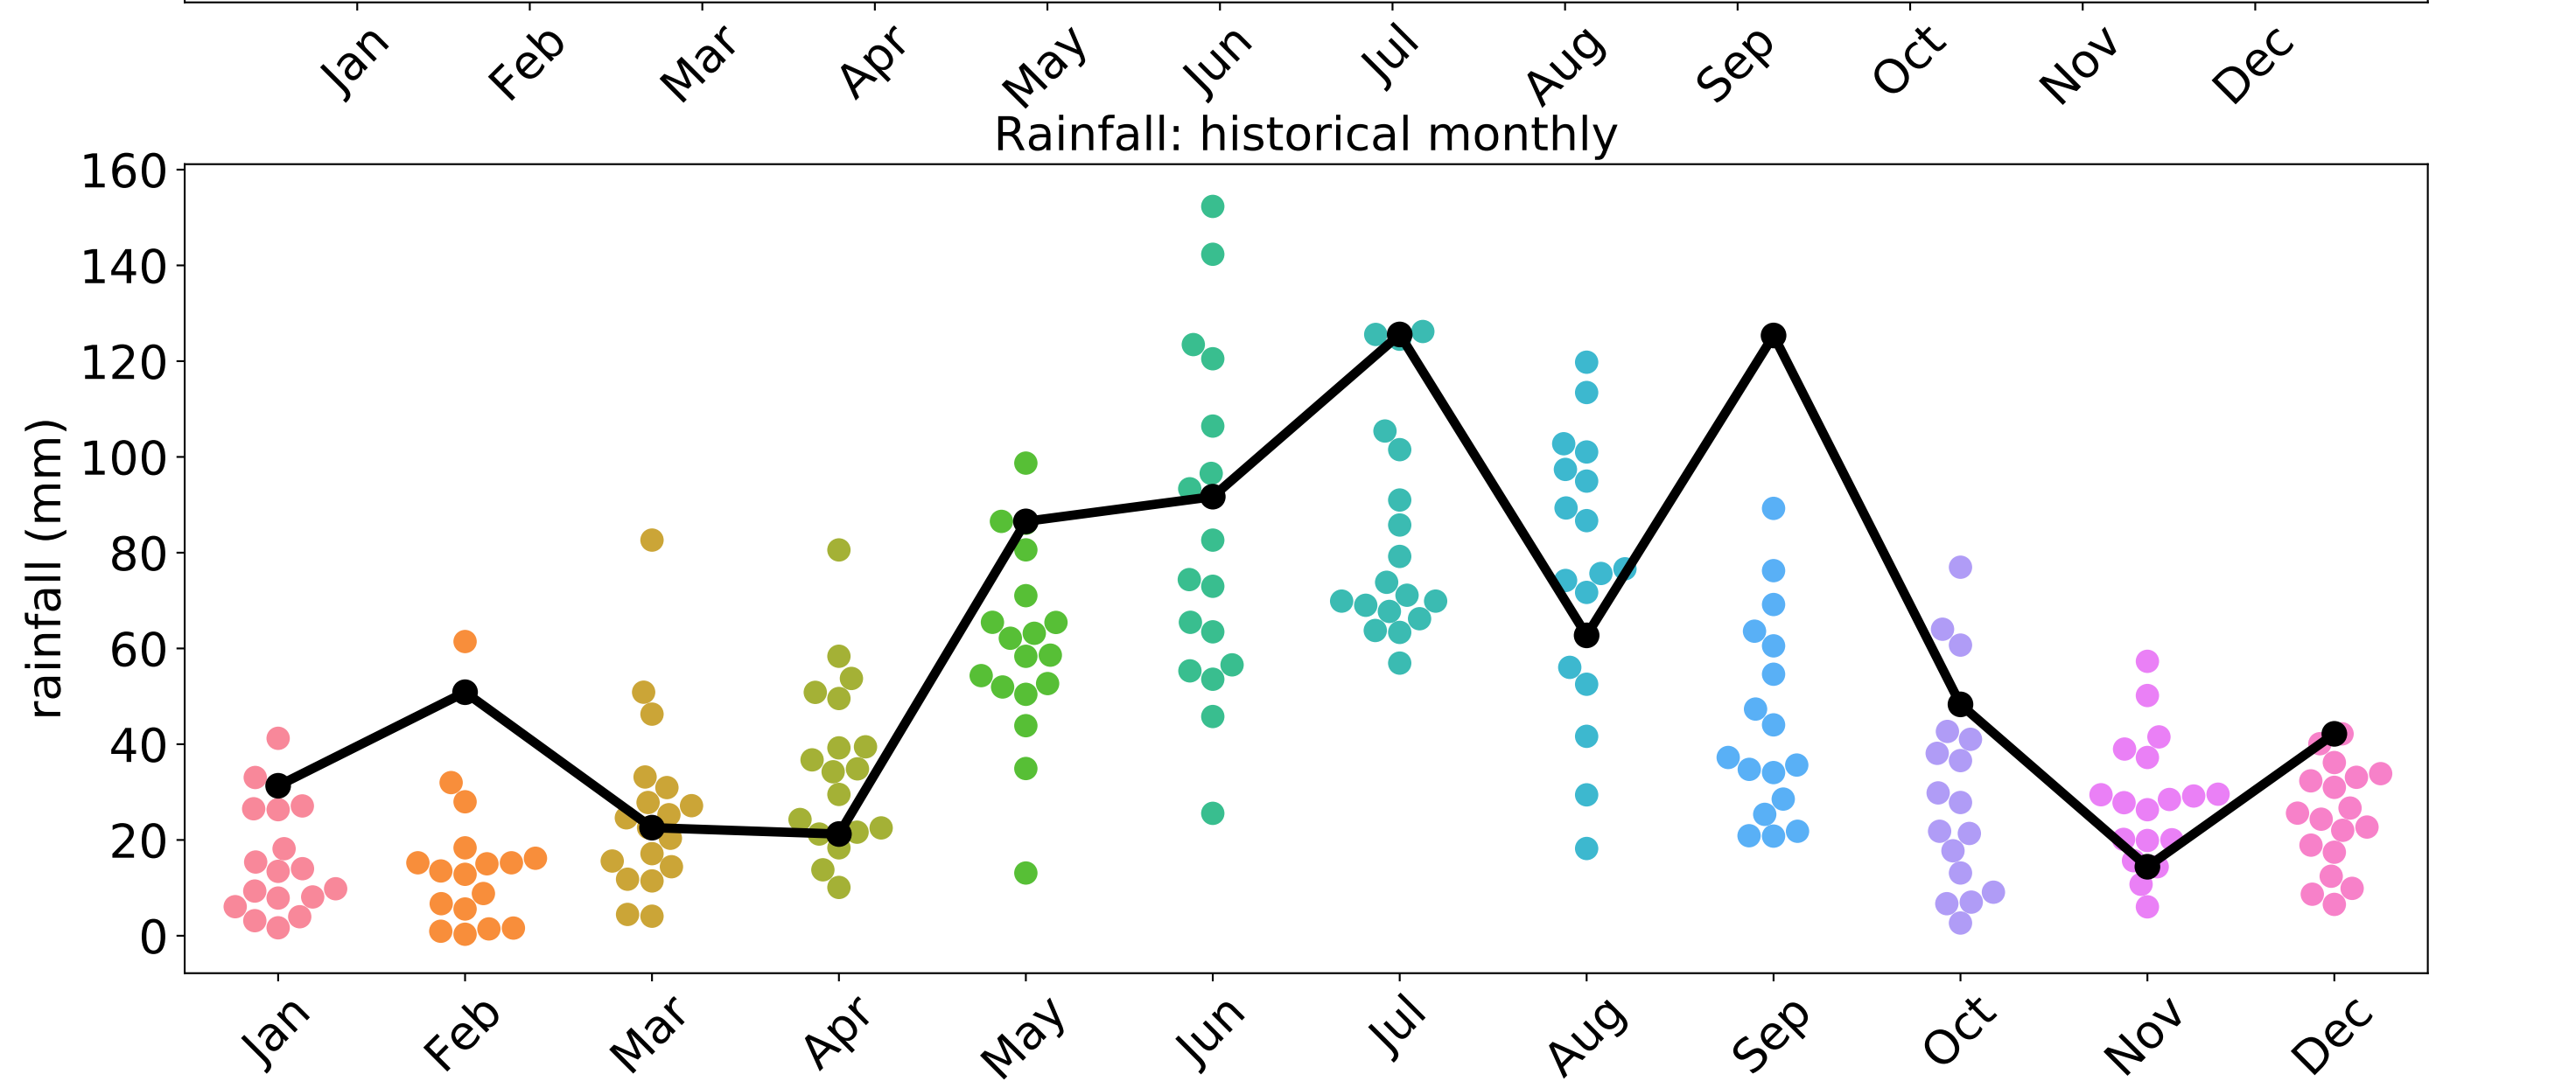 Jan Feb Mar Apr May Jun Jul Aug Sep Oct Nov Dec
Rainfall: historical monthly
160
140
120
100
80
60
40
20
0
rainfall (mm)
Jan Feb Mar Apr May Jun Jul Aug Sep Oct Nov Dec